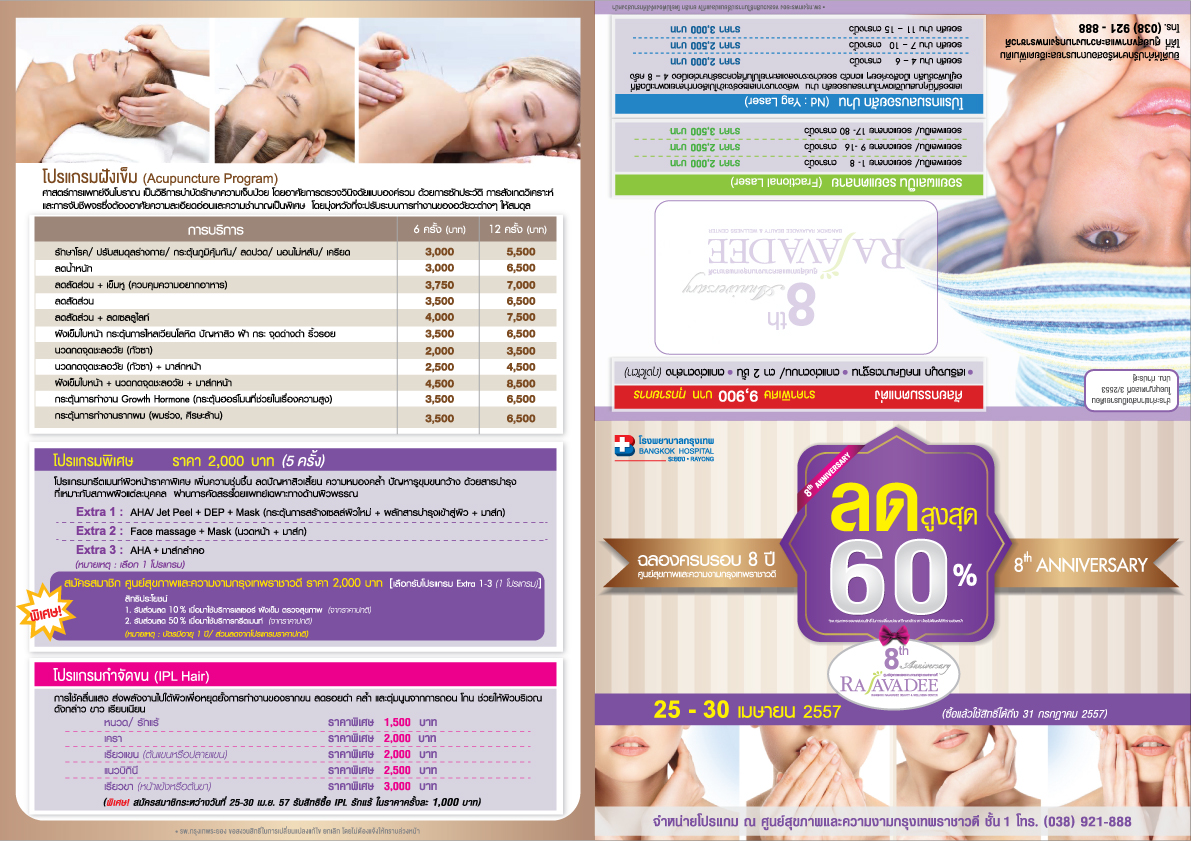 โปรแกรมฝังเข็ม (Acupuncture Program)
ศาสตร์การแพทย์จีนโบราณ เป็นวิธีการบำบัดรักษาความเจ็บป่วย โดยอาศัยการตรวจวินิจฉัยแบบองค์รวม ด้วยการซักประวัติ การสังเกตวิเคราะห์
และการจับชีพจรซึ่งต้องอาศัยความละเอียดอ่อนและความชำนาญเป็นพิเศษ โดยมุ่งหวังที่จะปรับระบบการทำงานของอวัยวะต่างๆ ให้สมดุล
การบริการ 6 ครั้ง (บาท) 12 ครั้ง (บาท)
รักษาโรค/ ปรับสมดุลร่างกาย/ กระตุ้นภูมิคุ้มกัน/ ลดปวด/ นอนไม่หลับ/ เครียด 3,000 5,500
ลดน้ำหนัก 3,000 6,500
ลดสัดส่วน + เข็มหู (ควบคุมความอยากอาหาร) 3,750 7,000
ลดสัดส่วน 3,500 6,500
ลดสัดส่วน + ลดเซลลูไลท์ 4,000 7,500
ฝังเข็มใบหน้า กระตุ้นการไหลเวียนโลหิต ปัญหาสิว ฝ้า กระ จุดด่างดำ ริ้วรอย 3,500 6,500
นวดกดจุดชะลอวัย (กัวซา) 2,000 3,500
นวดกดจุดชะลอวัย (กัวซา) + มาส์กหน้า 2,500 4,500
ฝังเข็มใบหน้า + นวดกดจุดชะลอวัย + มาส์กหน้า 4,500 8,500
กระตุ้นการทำงาน Growth Hormone (กระตุ้นฮอร์โมนที่ช่วยในเรื่องความสูง) 3,500 6,500
กระตุ้นการทำงานรากผม (ผมร่วง, ศีรษะล้าน) 3,500 6,500
โปรแกรมพิเศษ ราคา 2,000 บาท (5 ครั้ง)
โปรแกรมทรีตเมนท์ผิวหน้าราคาพิเศษ เพิ่มความชุ่มชื้น ลดปัญหาสิวเสี้ยน ความหมองคล้ำ ปัญหารูขุมขนกว้าง ด้วยสารบำรุง
ที่เหมาะกับสภาพผิวแต่ละบุคคล ผ่านการคัดสรรโดยแพทย์เฉพาะทางด้านผิวพรรณ
Extra 1 : AHA/ Jet Peel + DEP + Mask (กระตุ้นการสร้างเซลล์ผิวใหม่ + ผลักสารบำรุงเข้าสู่ผิว + มาส์ก)
Extra 2 : Face massage + Mask (นวดหน้า + มาส์ก)
Extra 3 : AHA + มาส์กลำคอ
(หมายเหตุ : เลือก 1 โปรแกรม)
สมัครสมาชิก ศูนย์สุขภาพและความงามกรุงเทพราชาวดี ราคา 2,000 บาท [เลือกรับโปรแกรม Extra 1-3 (1 โปรแกรม)]
พิเศษ!
สิทธิประโยชน์
1. รับส่วนลด 10 % เมื่อมาใช้บริการเลเซอร์ ฝังเข็ม ตรวจสุขภาพ (จากราคาปกติ)
2. รับส่วนลด 50 % เมื่อมาใช้บริการทรีตเมนท์ (จากราคาปกติ)
(หมายเหตุ : บัตรมีอายุ 1 ปี/ ส่วนลดจากโปรแกรมราคาปกติ)
โปรแกรมกำจัดขน (IPL Hair)
การใช้คลื่นแสง ส่งพลังงานไปใต้ผิวเพื่อหยุดยั้งการทำงานของรากขน ลดรอยดำ คล้ำ และตุ่มนูนจากการถอน โกน ช่วยให้ผิวบริเวณ
ดังกล่าว ขาว เรียบเนียน
หนวด/ รักแร้ ราคาพิเศษ 1,500 บาท
เครา ราคาพิเศษ 2,000 บาท
เรียวแขน (ต้นแขนหรือปลายแขน) ราคาพิเศษ 2,000 บาท
แนวบิกินี ราคาพิเศษ 2,500 บาท
เรียวขา (หน้าแข้งหรือต้นขา) ราคาพิเศษ 3,000 บาท
(พิเศษ! สมัครสมาชิกระหว่างวันที่ 25-30 เม.ย. 57 รับสิทธิซื้อ IPL รักแร้ ในราคาครั้งละ 1,000 บาท)
• รพ.กรุงเทพระยอง ขอสงวนสิทธิในการเปลี่ยนแปลงแก้ไข ยกเลิก โดยไม่ต้องแจ้งให้ทราบล่วงหน้า
ชำระค่าฝากส่งเป็นรายเดือน
ใบอนุญาตเลขที่ 3/2553
ปณ. ท่าประดู่
ศัลยกรรมตกแต่ง ราคาพิเศษ 9,900 บาท ทุกรายการ
8th Anniversary
RAJAVADEE
BANGKOK RAJAVADEE BEAUTY & WELLNESS CENTER
รอยแผลเป็น รอยแตกลาย (Fractional Laser)
รอยแผลเป็น/ รอยแตกลาย 1- 8 ตารางนิ้ว ราคา 2,000 บาท
รอยแผลเป็น/ รอยแตกลาย 9 -16 ตารางนิ้ว ราคา 2,500 บาท
รอยแผลเป็น/ รอยแตกลาย 17- 80 ตารางนิ้ว ราคา 3,500 บาท
โปรแกรมลบรอยสัก ปาน (Nd : Yag Laser)
รอยสัก ปาน 4 – 6 ตารางนิ้ว ราคา 2,000 บาท
รอยสัก ปาน 7 – 10 ตารางนิ้ว ราคา 2,500 บาท
รอยสัก ปาน 11 – 15 ตารางนิ้ว ราคา 3,000 บาท
โทร. (038) 921 - 888
โรงพยาบาลกรุงเทพ
BANGKOK HOSPITAL
ระยอง • RAYONG
8th ANNIVERSARY
ลดสูงสุด
60%
ฉลองครบรอบ 8 ปี
ศูนย์สุขภาพและความงามกรุงเทพราชาวดี
8th ANNIVERSARY
8th Anniversary
RAJAVADEE
25 - 30 เมษายน 2557 (ซื้อแล้วใช้สิทธิ์ได้ถึง 31 กรกฎาคม 2557)
จำหน่ายโปรแกม ณ ศูนย์สุขภาพและความงามกรุงเทพราชาวดี ชั้น 1 โทร. (038) 921-888